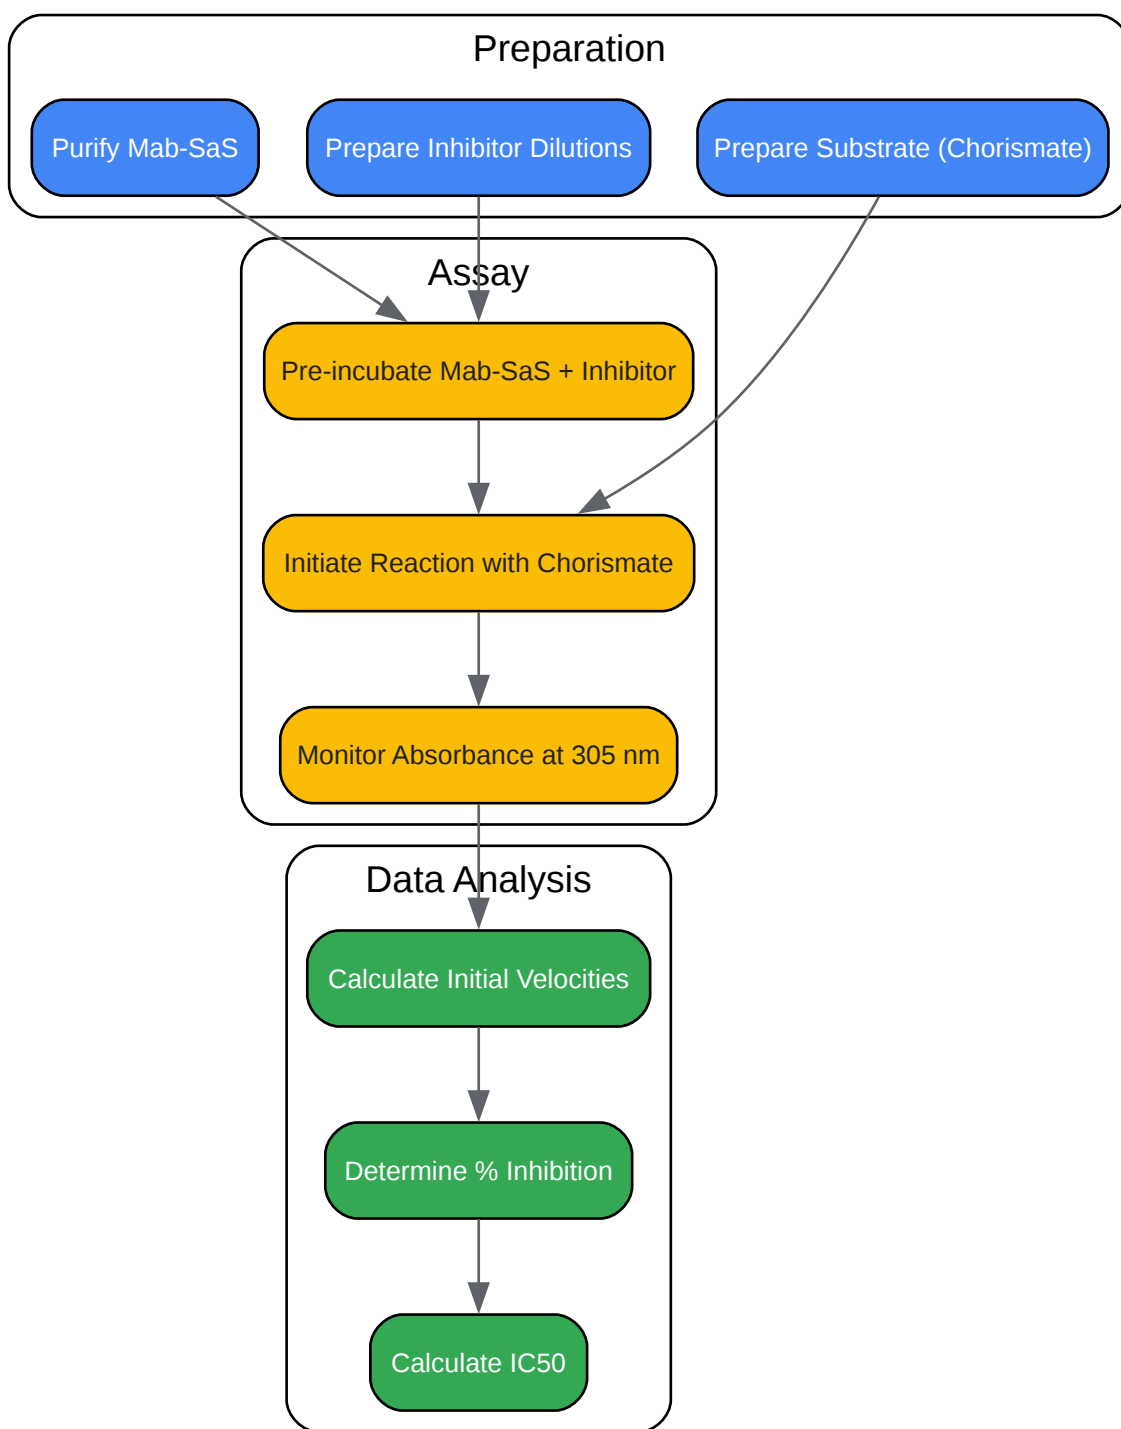 Preparation
Purify Mab-SaS
Prepare Inhibitor Dilutions
Prepare Substrate (Chorismate)
Assay
Pre-incubate Mab-SaS + Inhibitor
Initiate Reaction with Chorismate
Monitor Absorbance at 305 nm
Data Analysis
Calculate Initial Velocities
Determine % Inhibition
Calculate IC50